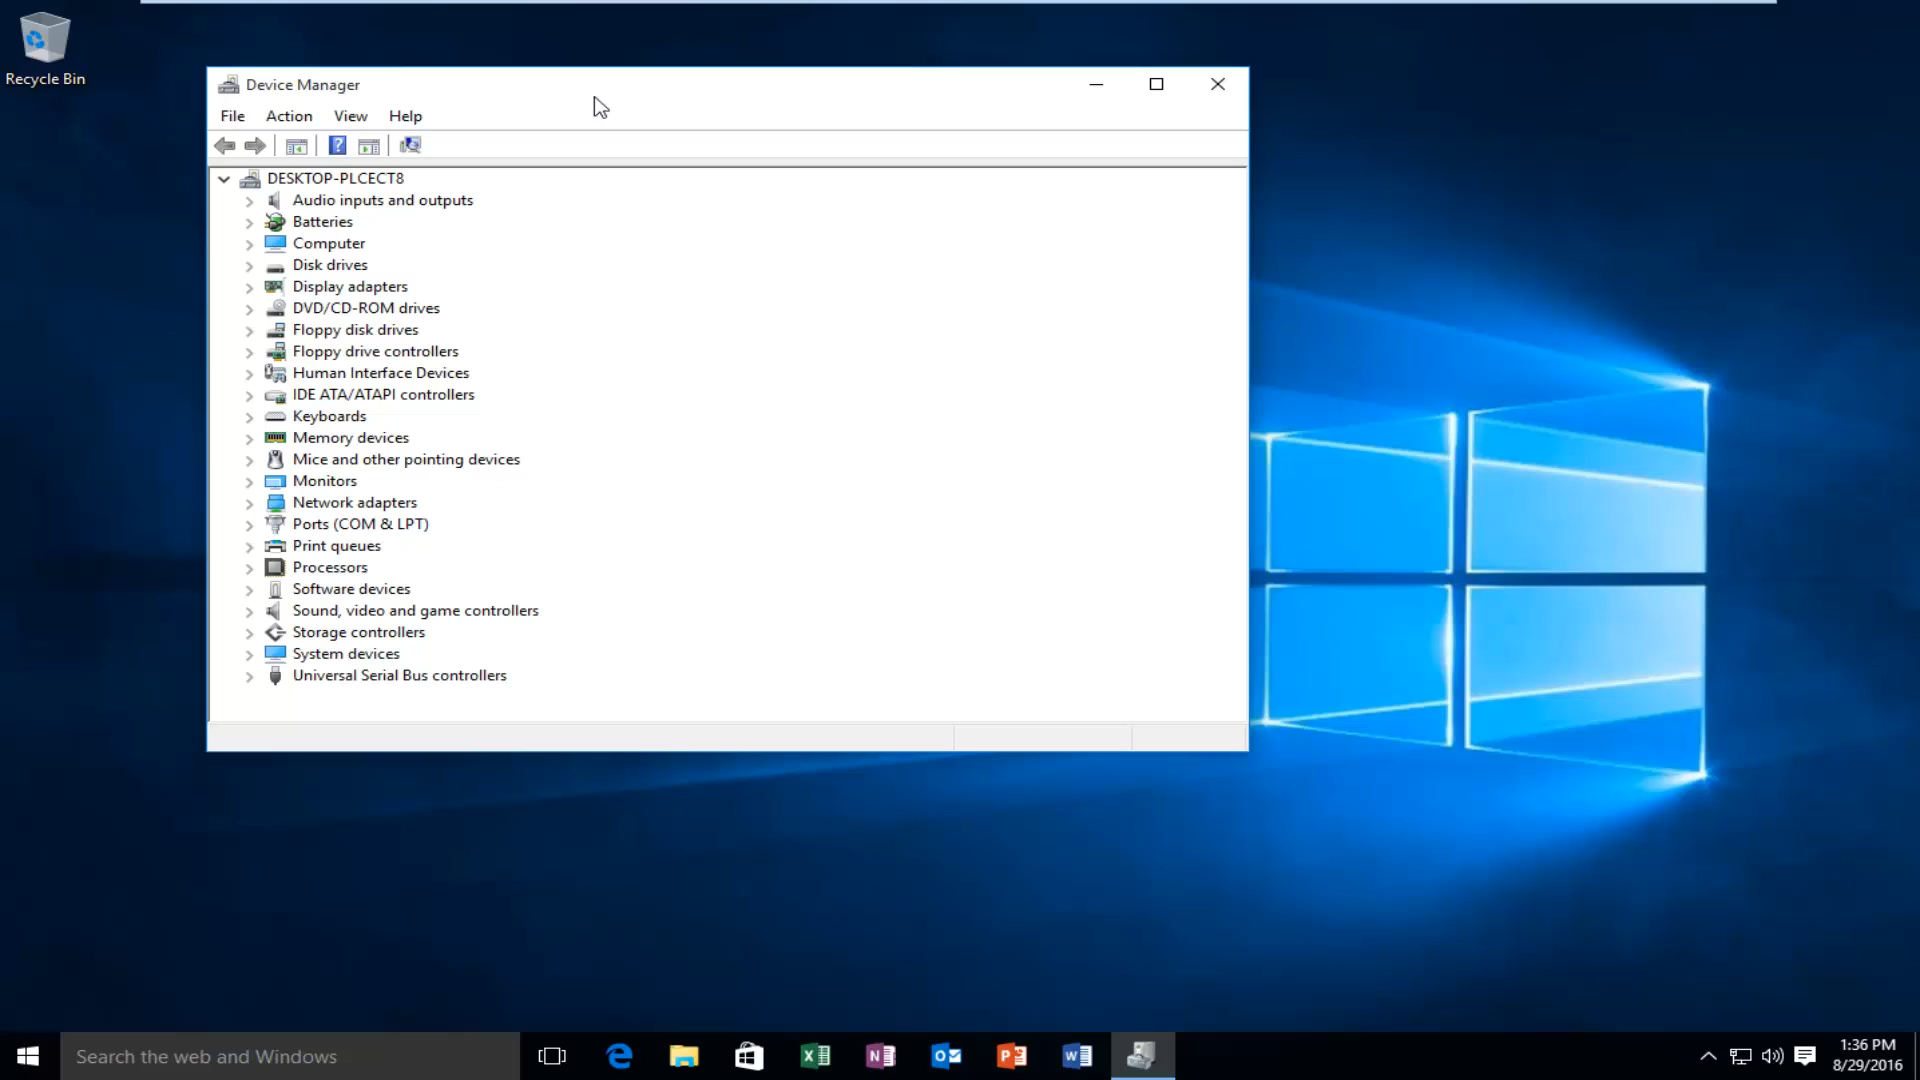 Recycle Bin
Device Manager
File Action View Help
DESKTOP-PLCECT8
Audio inputs and outputs
Batteries
Computer
Disk drives
Display adapters
DVD/CD-ROM drives
Floppy disk drives
Floppy drive controllers
Human Interface Devices
IDE ATA/ATAPI controllers
Keyboards
Memory devices
Mice and other pointing devices
Monitors
Network adapters
Ports (COM & LPT)
Print queues
Processors
Software devices
Sound, video and game controllers
Storage controllers
System devices
Universal Serial Bus controllers
Search the web and Windows
1:36 PM
8/29/2016